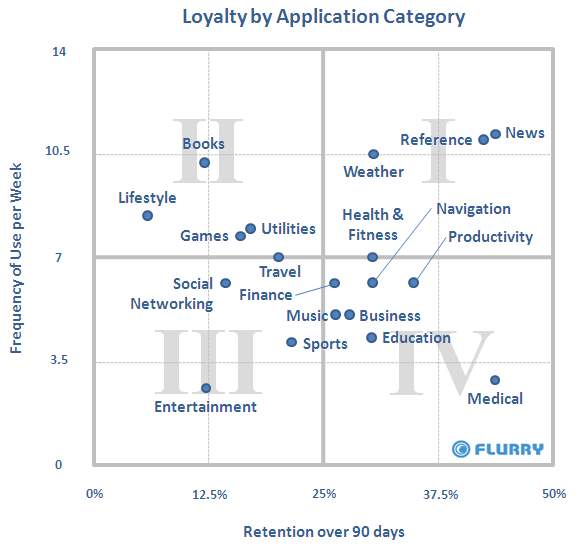 Loyalty by Application Category
14
II
I
Books
Reference
News
10.5
Weather
Lifestyle
Health &
Fitness
Navigation
Games
Utilities
Productivity
7
Travel
Social
Networking
Finance
Music
Business
Sports
Education
3.5
III
IV
Entertainment
Medical
FLURRY
0
0%
12.5%
25%
37.5%
50%
Frequency of Use per Week
Retention over 90 days